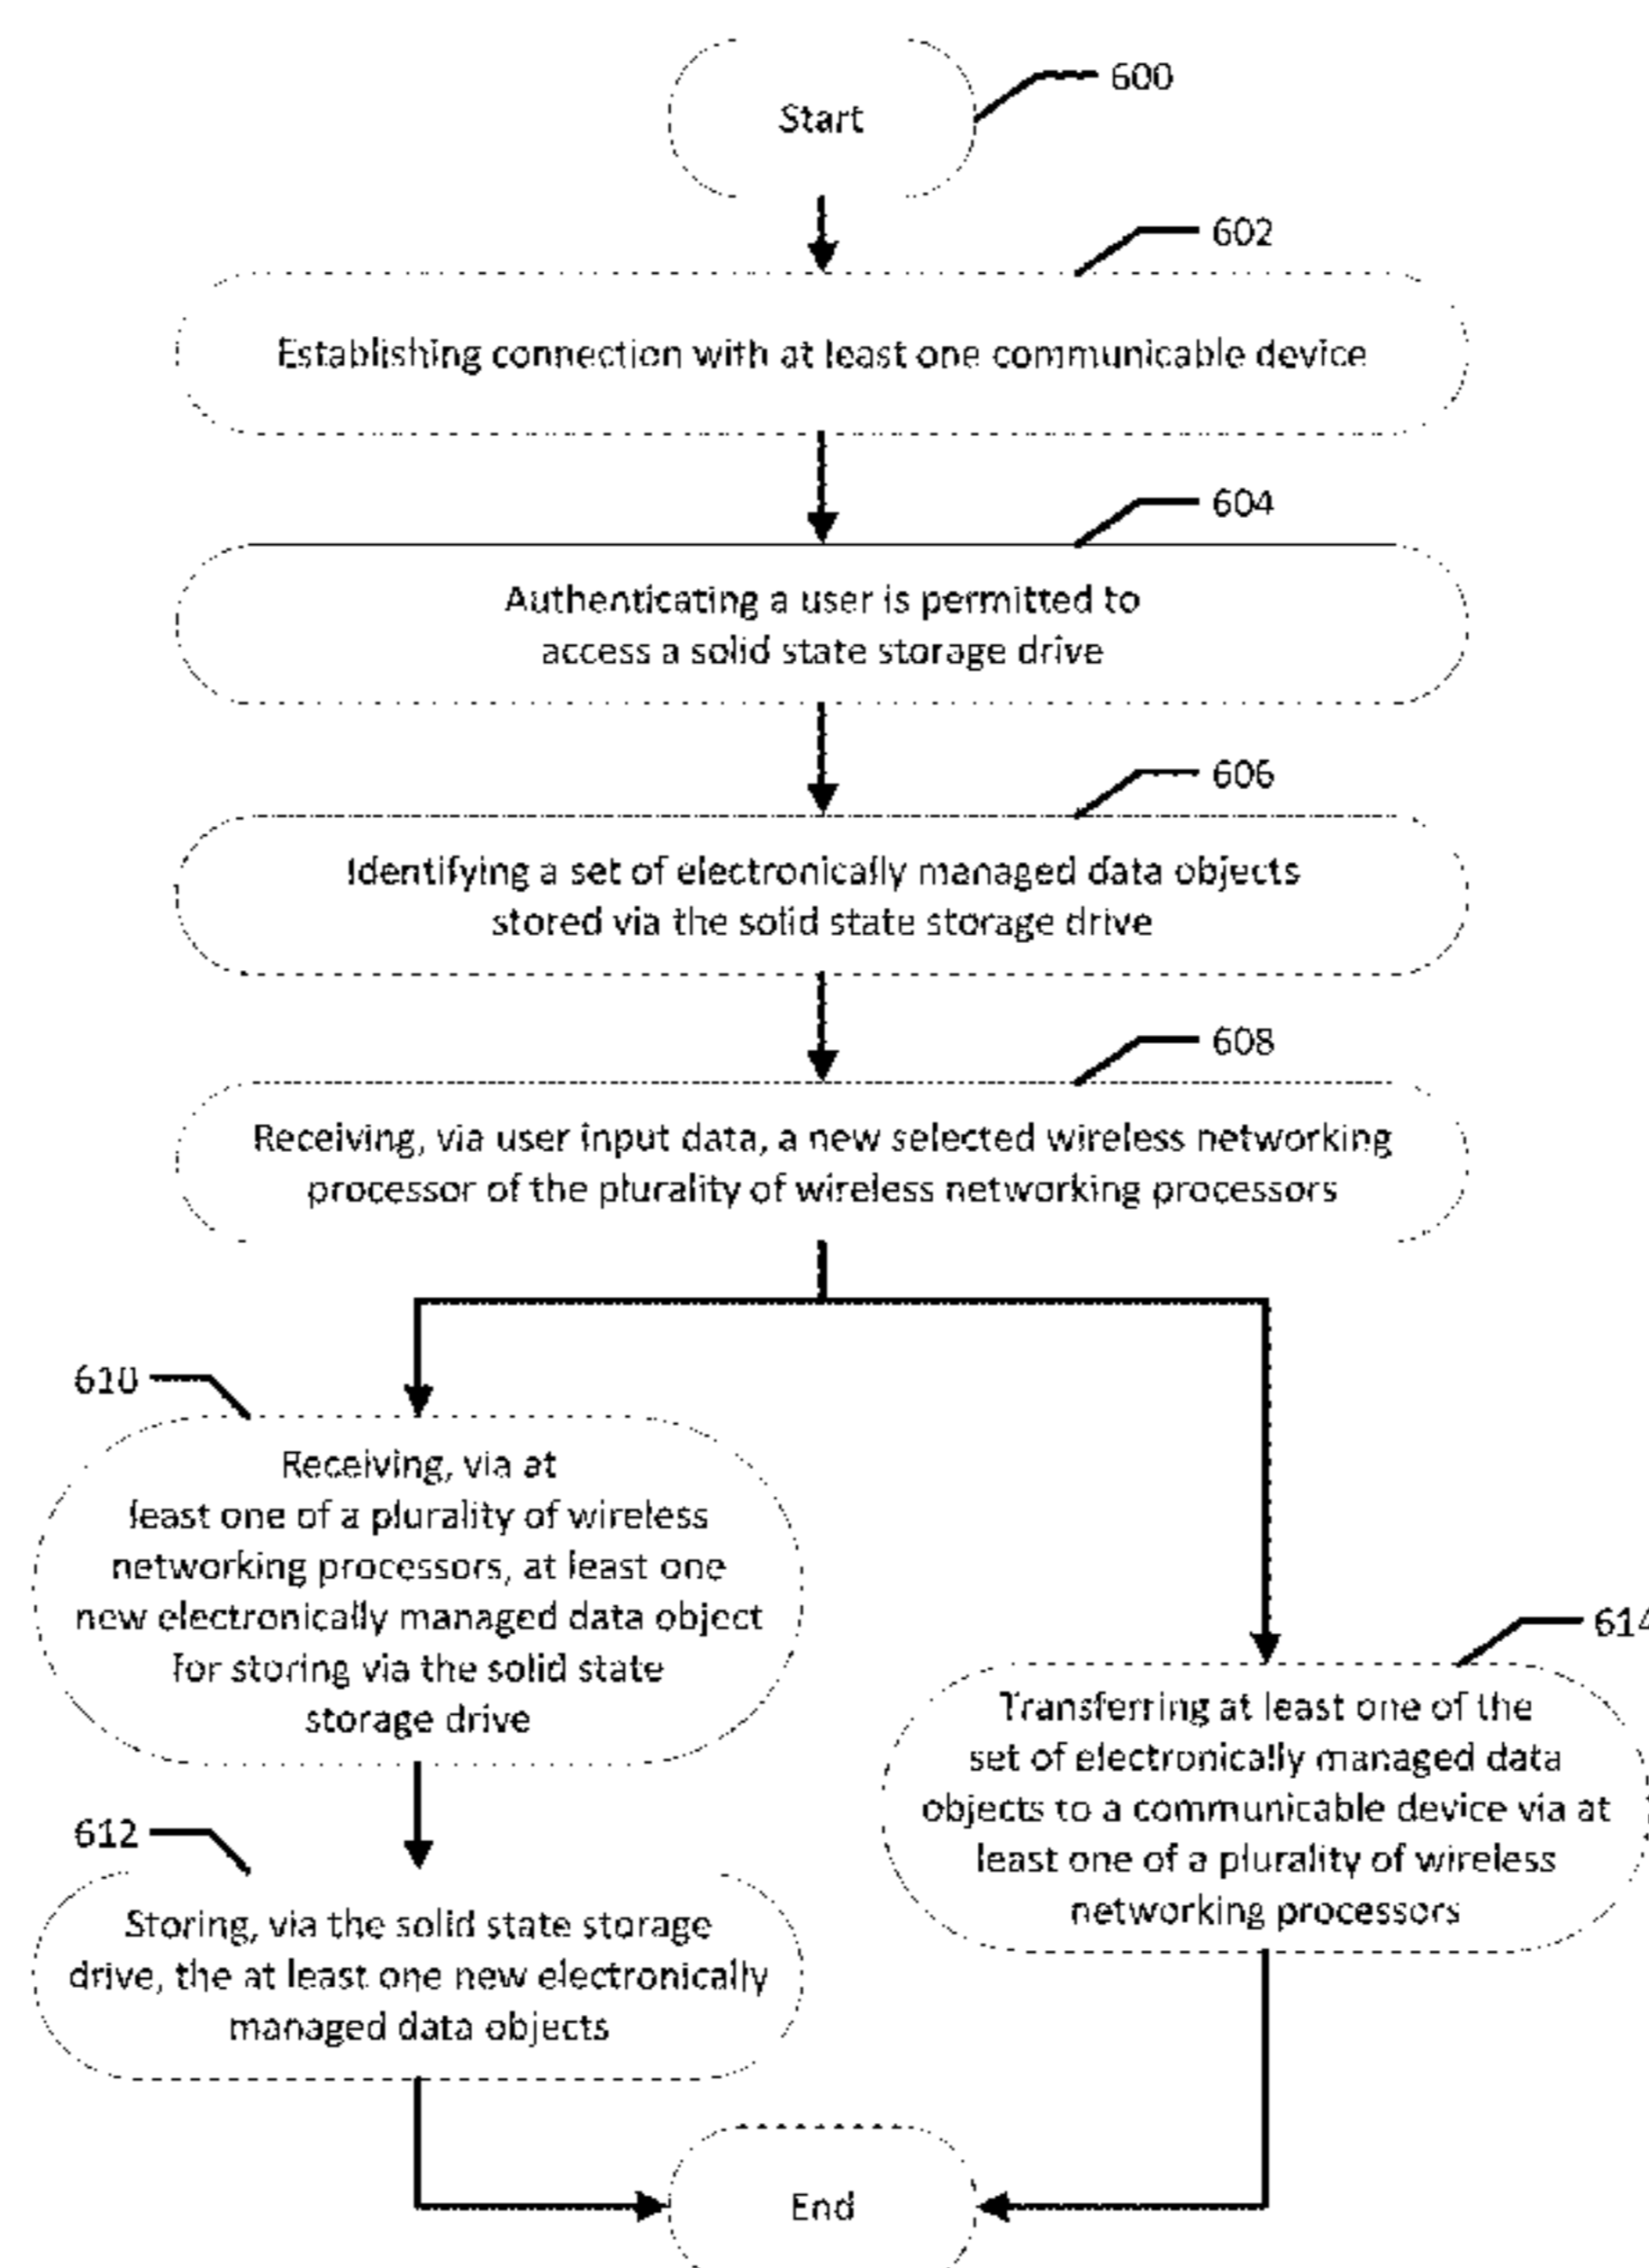 600
Start
602
Establishing connection with at least one communicable device
604
Authenticating a user is permitted to
access a solid state storage drive
606
Identifying a set of electronically managed data objects
stored via the solid state storage drive
608
Receiving, via user input data, a new selected wireless networking
processor of the plurality of wireless networking processors
610
Receiving, via at
least one of a plurality of wireless
networking processors, at least one
new electronically managed data object
for storing via the solid state
storage drive
612
Storing, via the solid state storage
drive, the at least one new electronically
managed data objects
614
Transferring at least one of the
set of electronically managed data
objects to a communicable device via at
least one of a plurality of wireless
networking processors
End